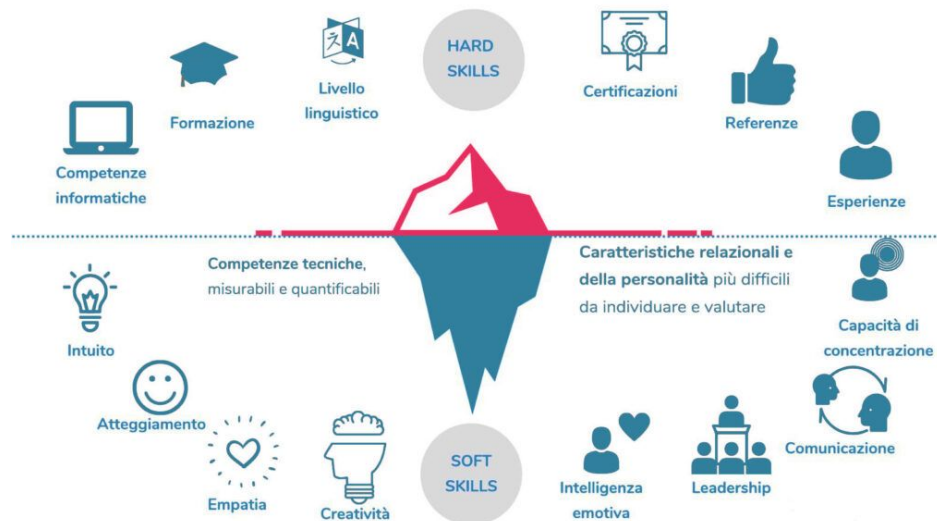 HARD
SKILLS
Livello
linguistico
Certificazioni
Formazione
Referenze
Competenze
informatiche
Esperienze
Competenze tecniche,
misurabili e quantificabili
Caratteristiche relazionali e
della personalità più difficili
da individuare e valutare
Intuito
Capacità di
concentrazione
Atteggiamento
Comunicazione
Empatia
Creatività
SOFT
SKILLS
Intelligenza
emotiva
Leadership
A